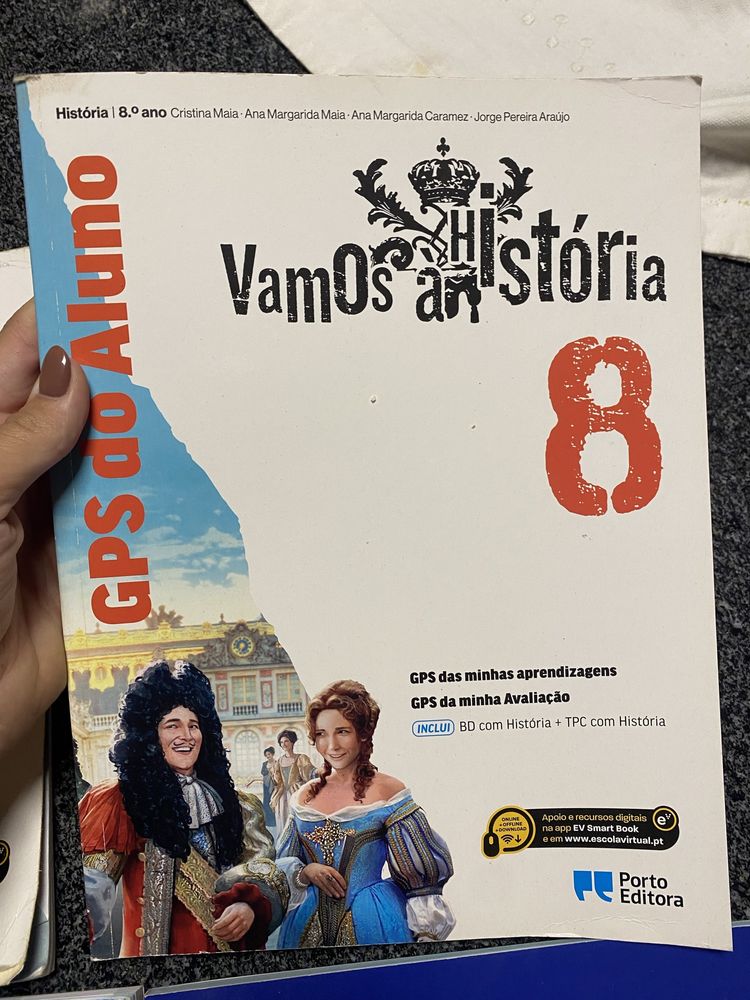 História | 8.º ano Cristina Maia · Ana Margarida Maia · Ana Margarida Caramez · Jorge Pereira Araújo
GPS do Aluno
Vamos à História
8
GPS das minhas aprendizagens
GPS da minha Avaliação
INCLUI BD com História + TPC com História
ONLINE
+OFFLINE
+DOWNLOAD
Apoio e recursos digitais
na app EV Smart Book
e em www.escolavirtual.pt
ev
Porto
Editora